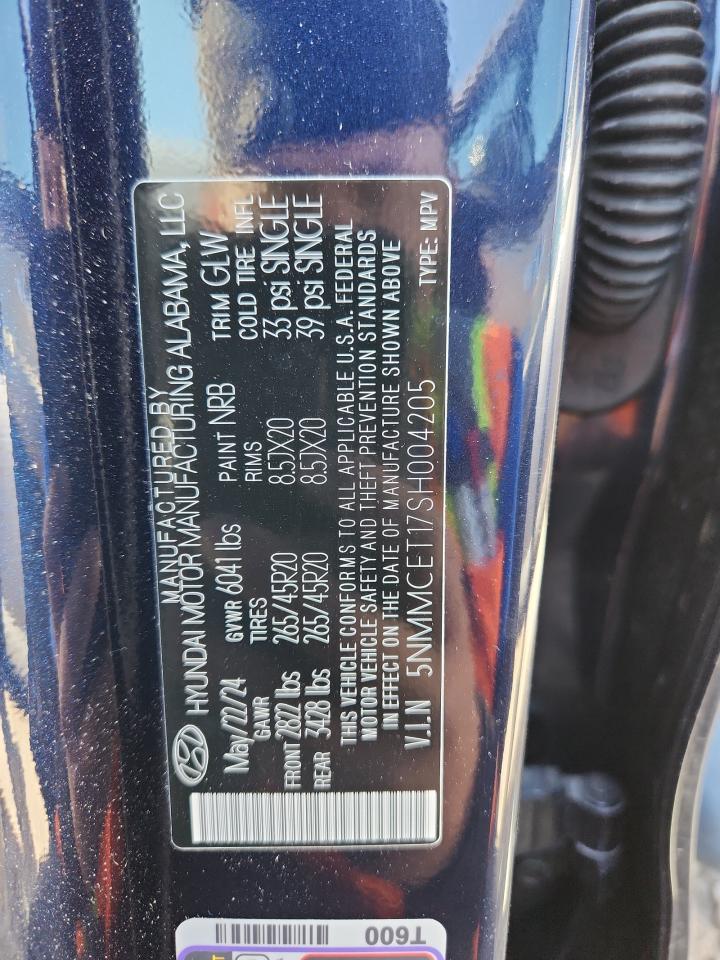 MANUFACTURED BY
HYUNDAI MOTOR MANUFACTURING ALABAMA, LLC
May/22/24 GVWR 6041 lbs PAINT NRB TRIM GLW
GAWR TIRES RIMS COLD TIRE INFL
FRONT 2822 lbs 265/45R20 8.5JX20 33 psi SINGLE
REAR 3428 lbs 265/45R20 8.5JX20 39 psi SINGLE
THIS VEHICLE CONFORMS TO ALL APPLICABLE U.S.A. FEDERAL
MOTOR VEHICLE SAFETY AND THEFT PREVENTION STANDARDS
IN EFFECT ON THE DATE OF MANUFACTURE SHOWN ABOVE
V.I.N 5NMMCET17SH004205 TYPE: MPV
T600